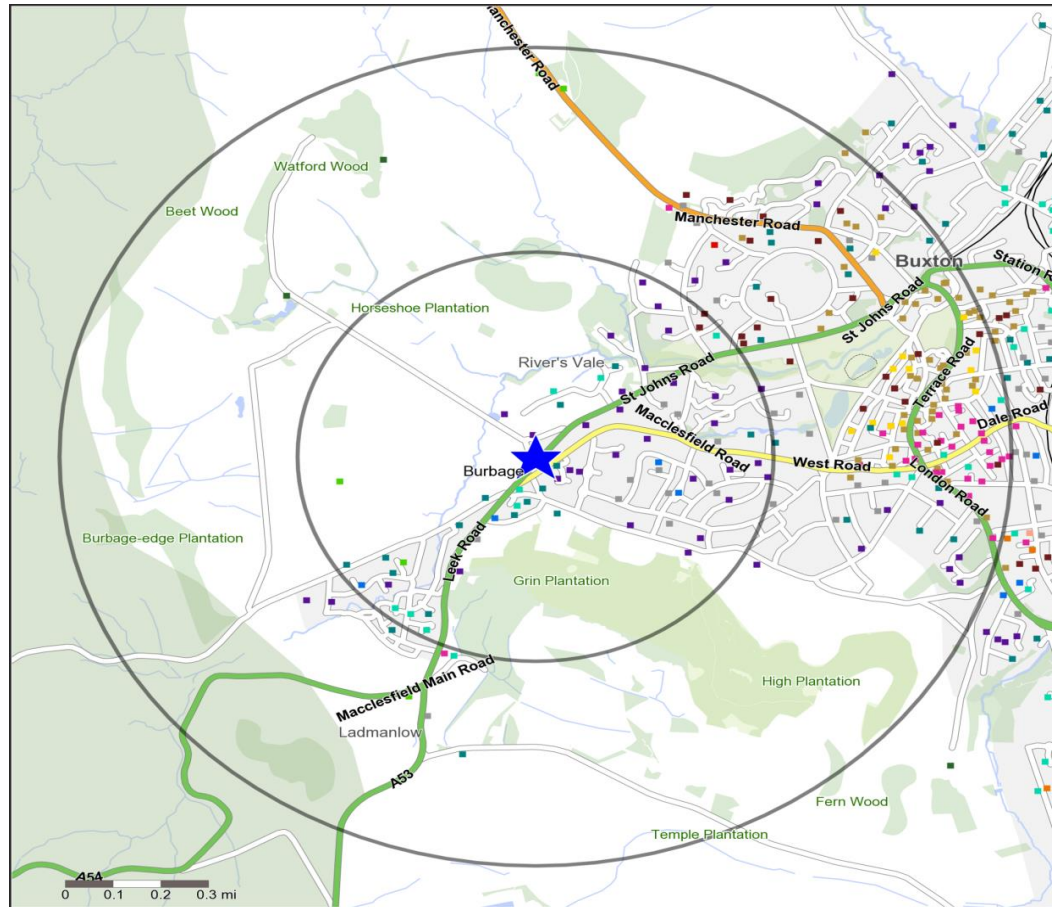 Manchester Road
Watford Wood
Beet Wood
Manchester Road
Buxton
Station R
Horseshoe Plantation
St Johns Road
River's Vale
Terrace Road
St Johns Road
Macclesfield Road
Dale Road
West Road
Burbage
London Road
Burbage-edge Plantation
Leek Road
Grin Plantation
High Plantation
Macclesfield Main Road
Ladmanlow
A53
Fern Wood
Temple Plantation
A54
0 0.1 0.2 0.3 mi